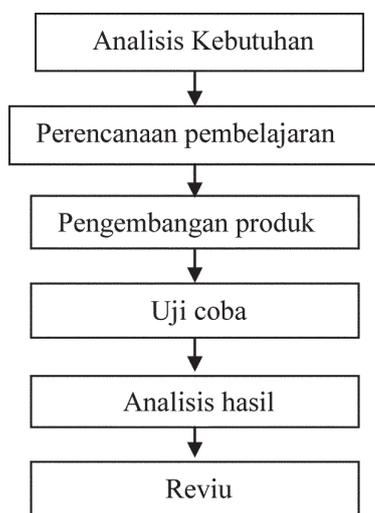 Analisis Kebutuhan
Perencanaan pembelajaran
Pengembangan produk
Uji coba
Analisis hasil
Reviu